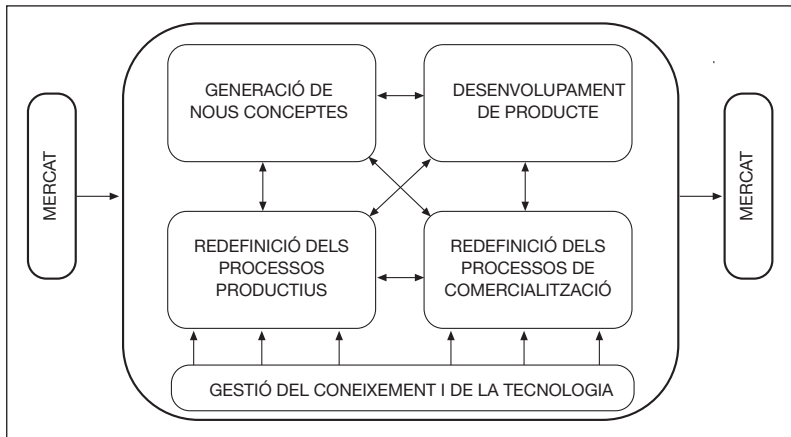 MERCAT
GENERACIÓ DE
NOUS CONCEPTES
DESENVOLUPAMENT
DE PRODUCTE
REDEFINICIÓ DELS
PROCESSOS
PRODUCTIUS
REDEFINICIÓ DELS
PROCESSOS DE
COMERCIALITZACIÓ
GESTIÓ DEL CONEIXEMENT I DE LA TECNOLOGIA
MERCAT